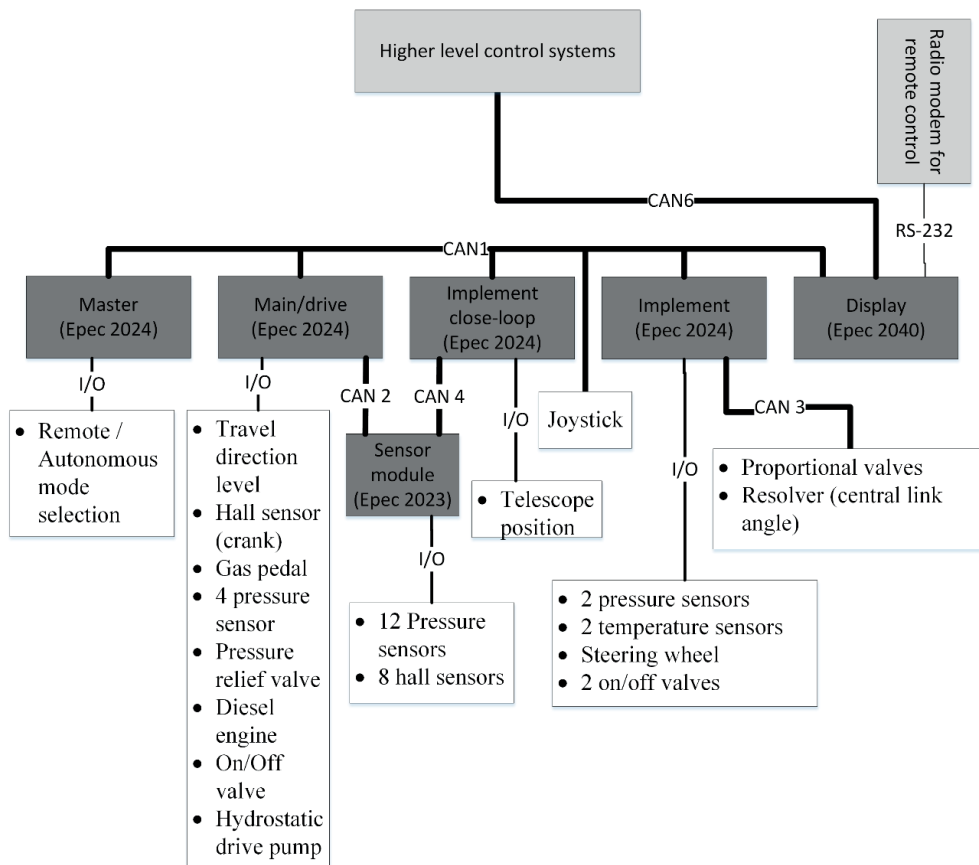 Higher level control systems
Radio modem for
remote control
CAN6
RS-232
CAN1
Master
(Epec 2024)
Main/drive
(Epec 2024)
Implement
close-loop
(Epec 2024)
Implement
(Epec 2024)
Display
(Epec 2040)
I/O
I/O
CAN 2
CAN 4
I/O
I/O
CAN 3
• Remote /
Autonomous
mode
selection
• Travel
direction
level
• Hall sensor
(crank)
• Gas pedal
• 4 pressure
sensor
• Pressure
relief valve
• Diesel
engine
• On/Off
valve
• Hydrostatic
drive pump
Sensor
module
(Epec 2023)
I/O
• 12 Pressure
sensors
• 8 hall sensors
• Telescope
position
Joystick
• 2 pressure sensors
• 2 temperature sensors
• Steering wheel
• 2 on/off valves
• Proportional valves
• Resolver (central link
angle)